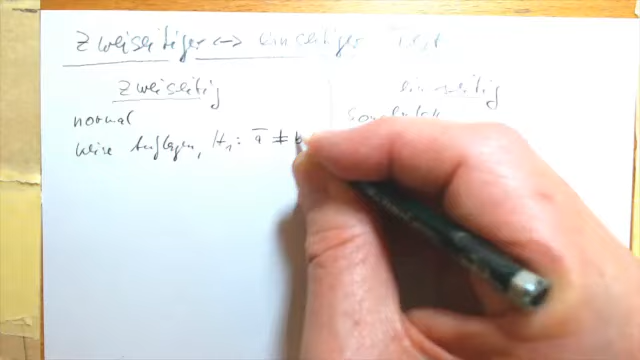 Zweiseitiger ↔ einseitiger Test
zweiseitig
einseitig
normal
keine Auflagen, H₁: ā ≠